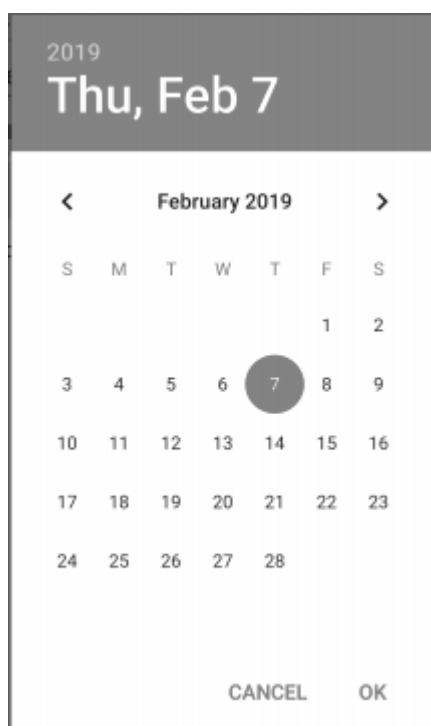 2019
Thu, Feb 7
February 2019
S M T W T F S
1 2
3 4 5 6 7 8 9
10 11 12 13 14 15 16
17 18 19 20 21 22 23
24 25 26 27 28
CANCEL OK